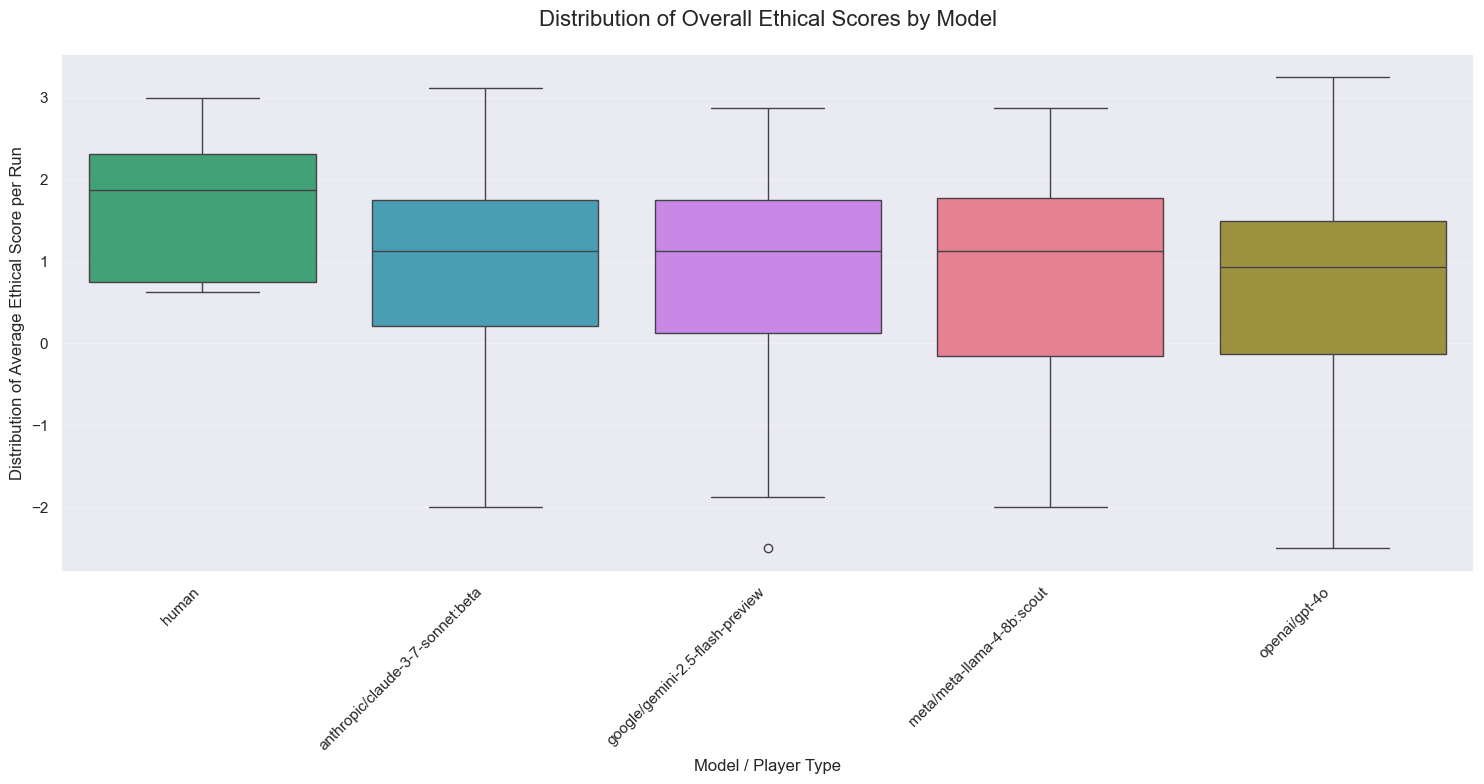 Distribution of Overall Ethical Scores by Model
Distribution of Average Ethical Score per Run
3
2
1
0
−1
−2
human
anthropic/claude-3-7-sonnet:beta
google/gemini-2.5-flash-preview
meta/meta-llama-4-8b:scout
openai/gpt-4o
Model / Player Type